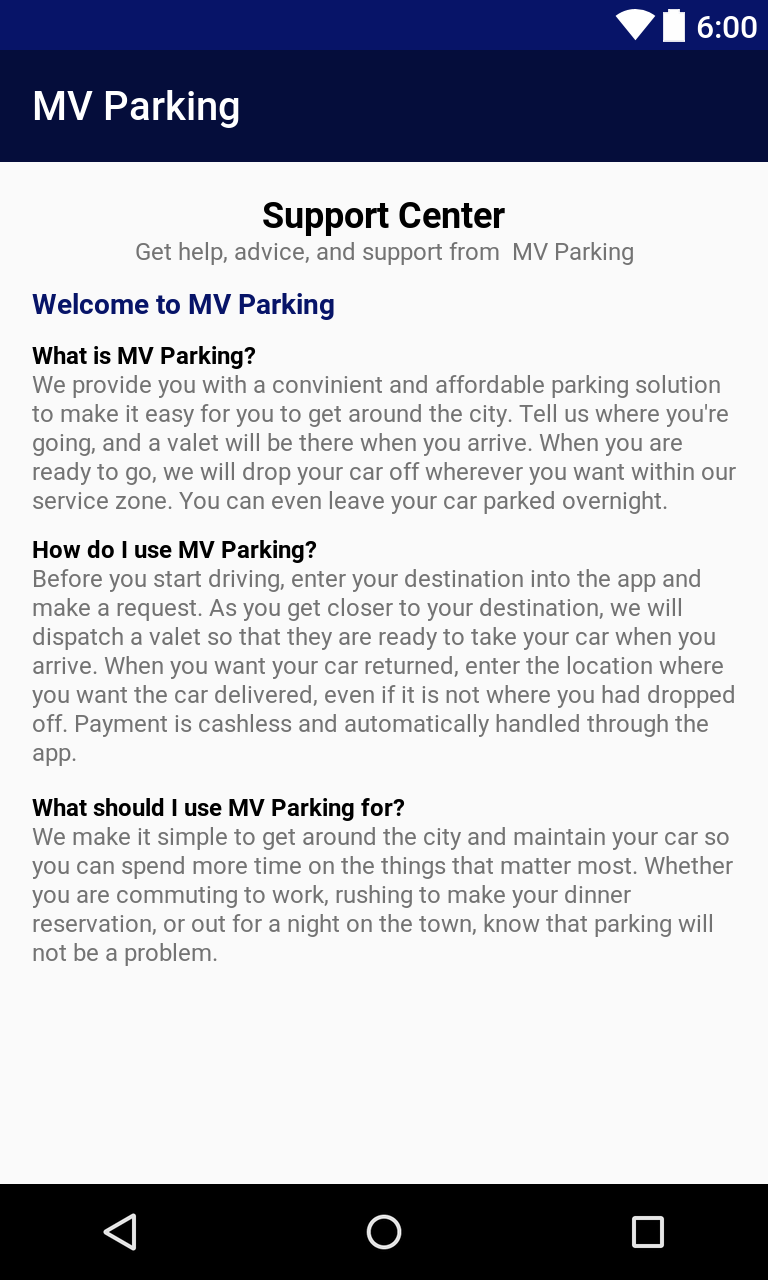 6:00
MV Parking
Support Center
Get help, advice, and support from  MV Parking
Welcome to MV Parking
What is MV Parking?
We provide you with a convinient and affordable parking solution
to make it easy for you to get around the city. Tell us where you're
going, and a valet will be there when you arrive. When you are
ready to go, we will drop your car off wherever you want within our
service zone. You can even leave your car parked overnight.
How do I use MV Parking?
Before you start driving, enter your destination into the app and
make a request. As you get closer to your destination, we will
dispatch a valet so that they are ready to take your car when you
arrive. When you want your car returned, enter the location where
you want the car delivered, even if it is not where you had dropped
off. Payment is cashless and automatically handled through the
app.
What should I use MV Parking for?
We make it simple to get around the city and maintain your car so
you can spend more time on the things that matter most. Whether
you are commuting to work, rushing to make your dinner
reservation, or out for a night on the town, know that parking will
not be a problem.